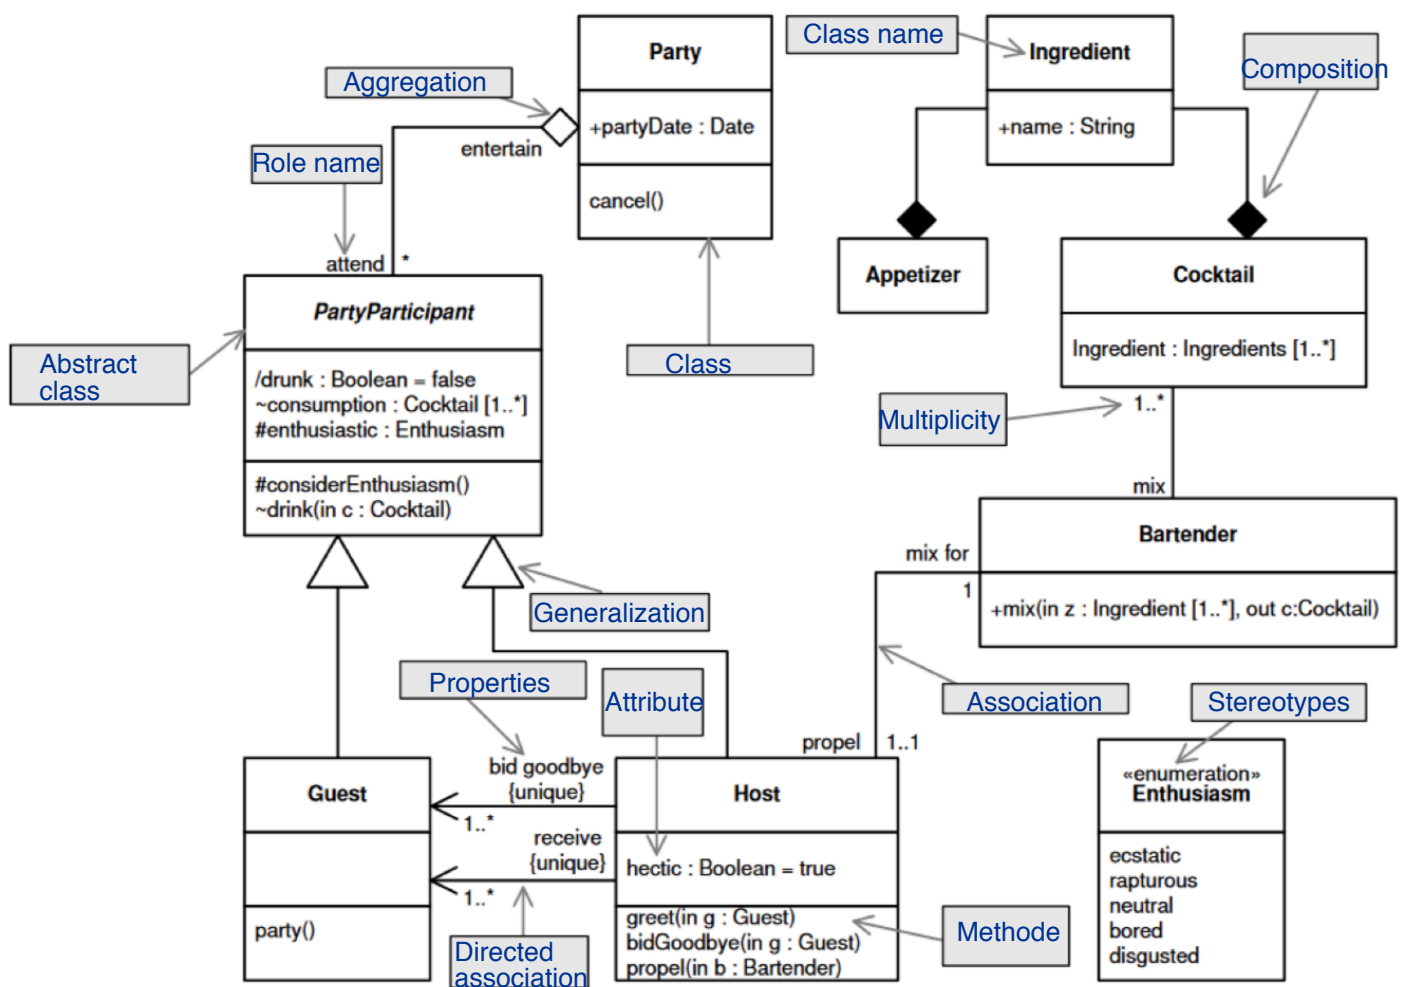 Party
+partyDate : Date
cancel()
Class name
Ingredient
+name : String
Composition
Aggregation
entertain
Role name
attend *
PartyParticipant
/drunk : Boolean = false
~consumption : Cocktail [1..*]
#enthusiastic : Enthusiasm
#considerEnthusiasm()
~drink(in c : Cocktail)
Abstract
class
Class
Appetizer
Cocktail
Ingredient : Ingredients [1..*]
Multiplicity
1..*
mix
Bartender
+mix(in z : Ingredient [1..*], out c:Cocktail)
mix for
1
Generalization
Properties
Attribute
Association
Stereotypes
propel 1..1
bid goodbye
{unique}
1..*
receive
{unique}
1..*
Guest
party()
Host
hectic : Boolean = true
greet(in g : Guest)
bidGoodbye(in g : Guest)
propel(in b : Bartender)
Directed
association
Methode
«enumeration»
Enthusiasm
ecstatic
rapturous
neutral
bored
disgusted